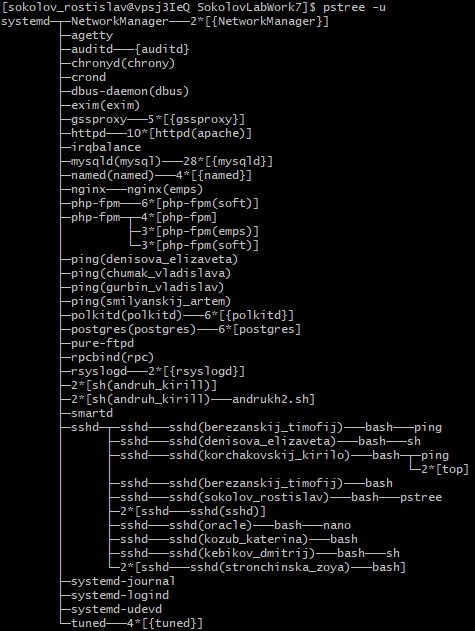 [sokolov_rostislav@vpsj3IeQ SokolovLabWork7]$ pstree -u
systemd─┬─NetworkManager───2*[{NetworkManager}]
        ├─agetty
        ├─auditd───{auditd}
        ├─chronyd(chrony)
        ├─crond
        ├─dbus-daemon(dbus)
        ├─exim(exim)
        ├─gssproxy───5*[{gssproxy}]
        ├─httpd───10*[httpd(apache)]
        ├─irqbalance
        ├─mysqld(mysql)───28*[{mysqld}]
        ├─named(named)───4*[{named}]
        ├─nginx───nginx(emps)
        ├─php-fpm───6*[php-fpm(soft)]
        ├─php-fpm─┬─4*[php-fpm]
        │         ├─3*[php-fpm(emps)]
        │         └─3*[php-fpm(soft)]
        ├─ping(denisova_elizaveta)
        ├─ping(chumak_vladislava)
        ├─ping(gurbin_vladislav)
        ├─ping(smilyanskij_artem)
        ├─polkitd(polkitd)───6*[{polkitd}]
        ├─postgres(postgres)───6*[postgres]
        ├─pure-ftpd
        ├─rpcbind(rpc)
        ├─rsyslogd───2*[{rsyslogd}]
        ├─2*[sh(andruh_kirill)]
        ├─2*[sh(andruh_kirill)───andrukh2.sh]
        ├─smartd
        ├─sshd─┬─sshd───sshd(berezanskij_timofij)───bash───ping
        │      ├─sshd───sshd(denisova_elizaveta)───bash───sh
        │      ├─sshd───sshd(korchakovskij_kirilo)───bash─┬─ping
        │      │                                          └─2*[top]
        │      ├─sshd───sshd(berezanskij_timofij)───bash
        │      ├─sshd───sshd(sokolov_rostislav)───bash───pstree
        │      ├─2*[sshd───sshd(sshd)]
        │      ├─sshd───sshd(oracle)───bash───nano
        │      ├─sshd───sshd(kozub_katerina)───bash
        │      ├─sshd───sshd(kebikov_dmitrij)───bash───sh
        │      └─2*[sshd───sshd(stronchinska_zoya)───bash]
        ├─systemd-journal
        ├─systemd-logind
        ├─systemd-udevd
        └─tuned───4*[{tuned}]